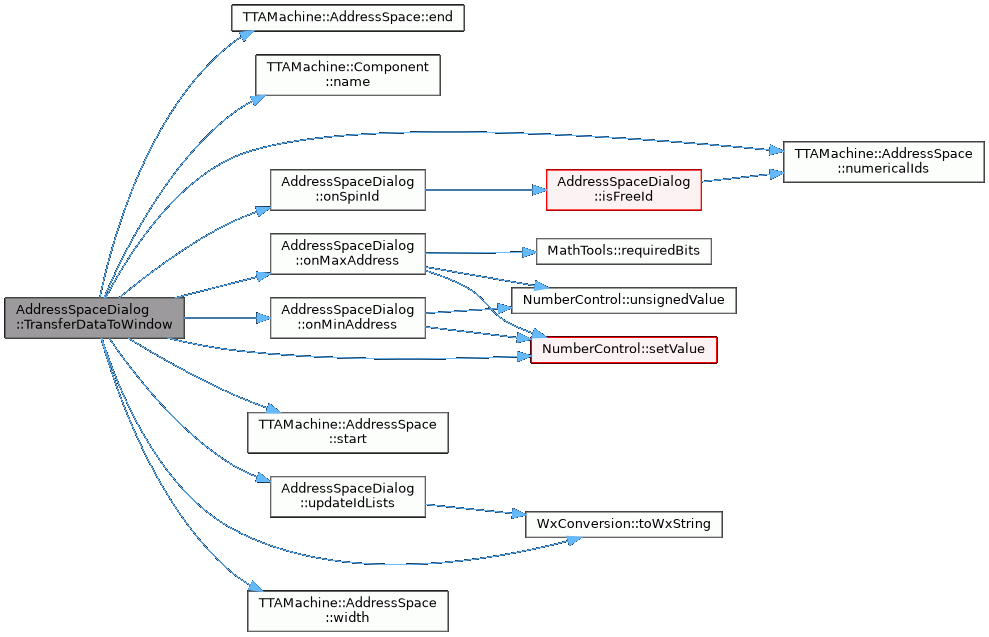 TTAMachine::AddressSpace::end
TTAMachine::Component
::name
TTAMachine::AddressSpace
::numericalIds
AddressSpaceDialog
::onSpinId
AddressSpaceDialog
::isFreeId
AddressSpaceDialog
::onMaxAddress
MathTools::requiredBits
NumberControl::unsignedValue
AddressSpaceDialog
::TransferDataToWindow
AddressSpaceDialog
::onMinAddress
NumberControl::setValue
TTAMachine::AddressSpace
::start
AddressSpaceDialog
::updateIdLists
WxConversion::toWxString
TTAMachine::AddressSpace
::width